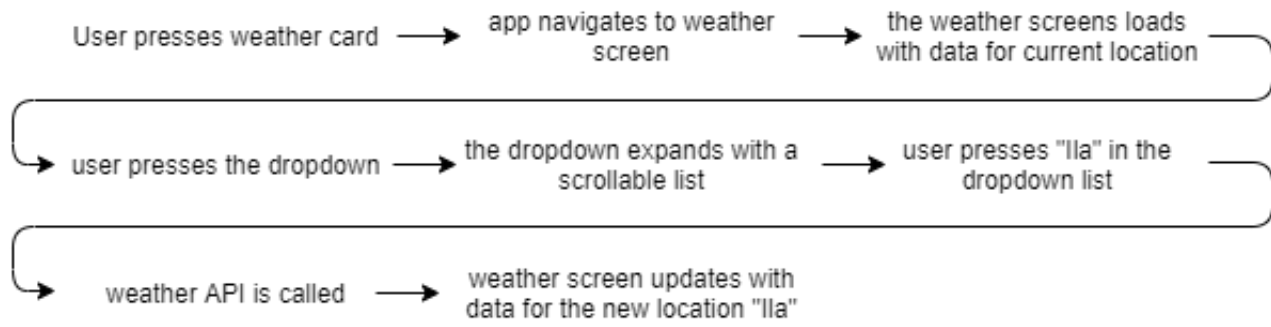 User presses weather card
app navigates to weather
screen
the weather screens loads
with data for current location
user presses the dropdown
the dropdown expands with a
scrollable list
user presses "lla" in the
dropdown list
weather API is called
weather screen updates with
data for the new location "lla"